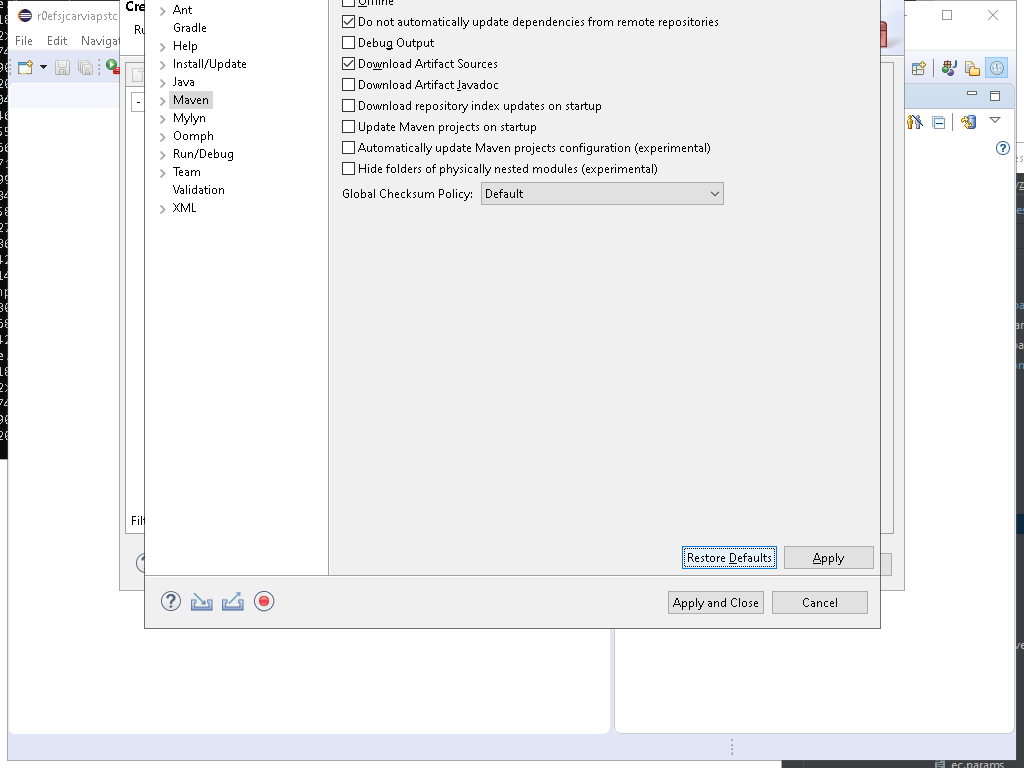 r0efsjcarviapstc
File Edit Naviga
Cre
Ru
Ant
Gradle
Help
Install/Update
Java
Maven
Mylyn
Oomph
Run/Debug
Team
Validation
XML
Offline
Do not automatically update dependencies from remote repositories
Debug Output
Download Artifact Sources
Download Artifact Javadoc
Download repository index updates on startup
Update Maven projects on startup
Automatically update Maven projects configuration (experimental)
Hide folders of physically nested modules (experimental)
Global Checksum Policy: Default
Filt
Restore Defaults Apply
Apply and Close Cancel
ec.params